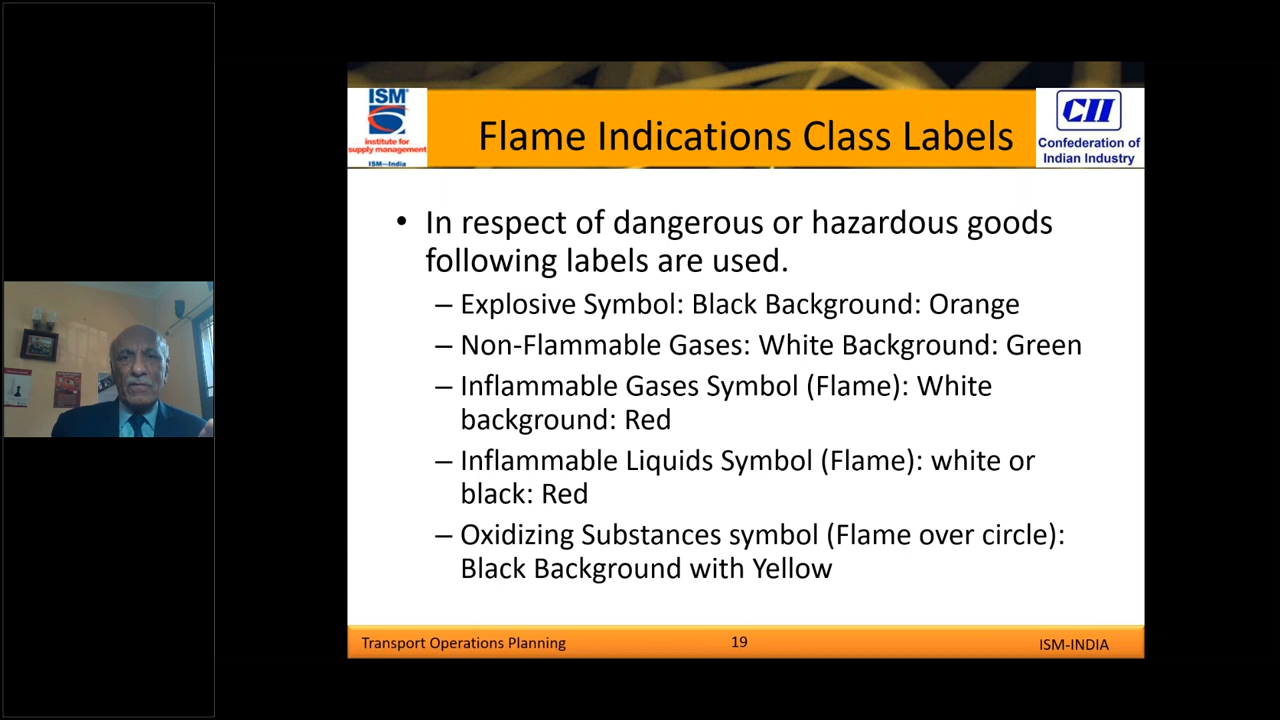 ISM
institute for
supply management
ISM—India
Flame Indications Class Labels
CII
Confederation of
Indian Industry
• In respect of dangerous or hazardous goods
following labels are used.
– Explosive Symbol: Black Background: Orange
– Non-Flammable Gases: White Background: Green
– Inflammable Gases Symbol (Flame): White
background: Red
– Inflammable Liquids Symbol (Flame): white or
black: Red
– Oxidizing Substances symbol (Flame over circle):
Black Background with Yellow
Transport Operations Planning
19
ISM-INDIA